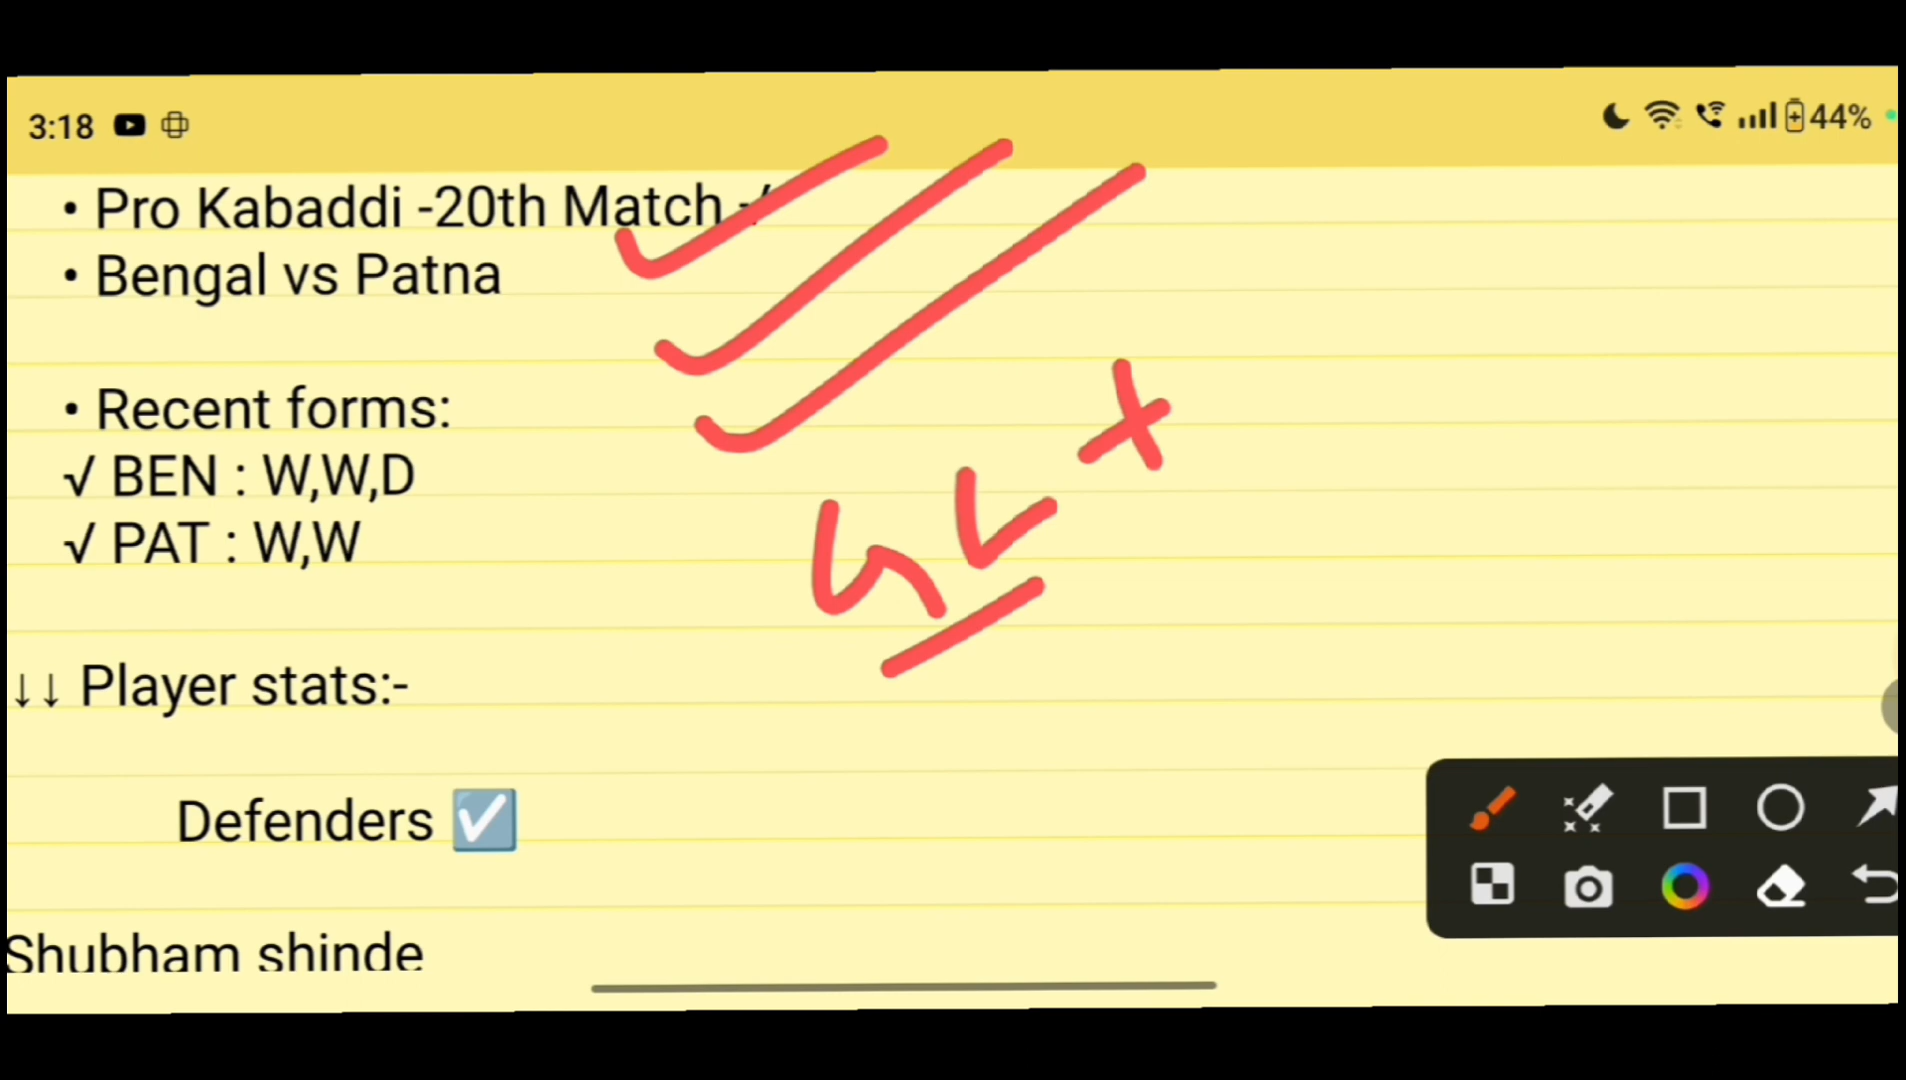 3:18 44%
• Pro Kabaddi -20th Match -√
• Bengal vs Patna
• Recent forms:
√ BEN : W,W,D
√ PAT : W,W
↓↓ Player stats:-
Defenders ☑
Shubham shinde